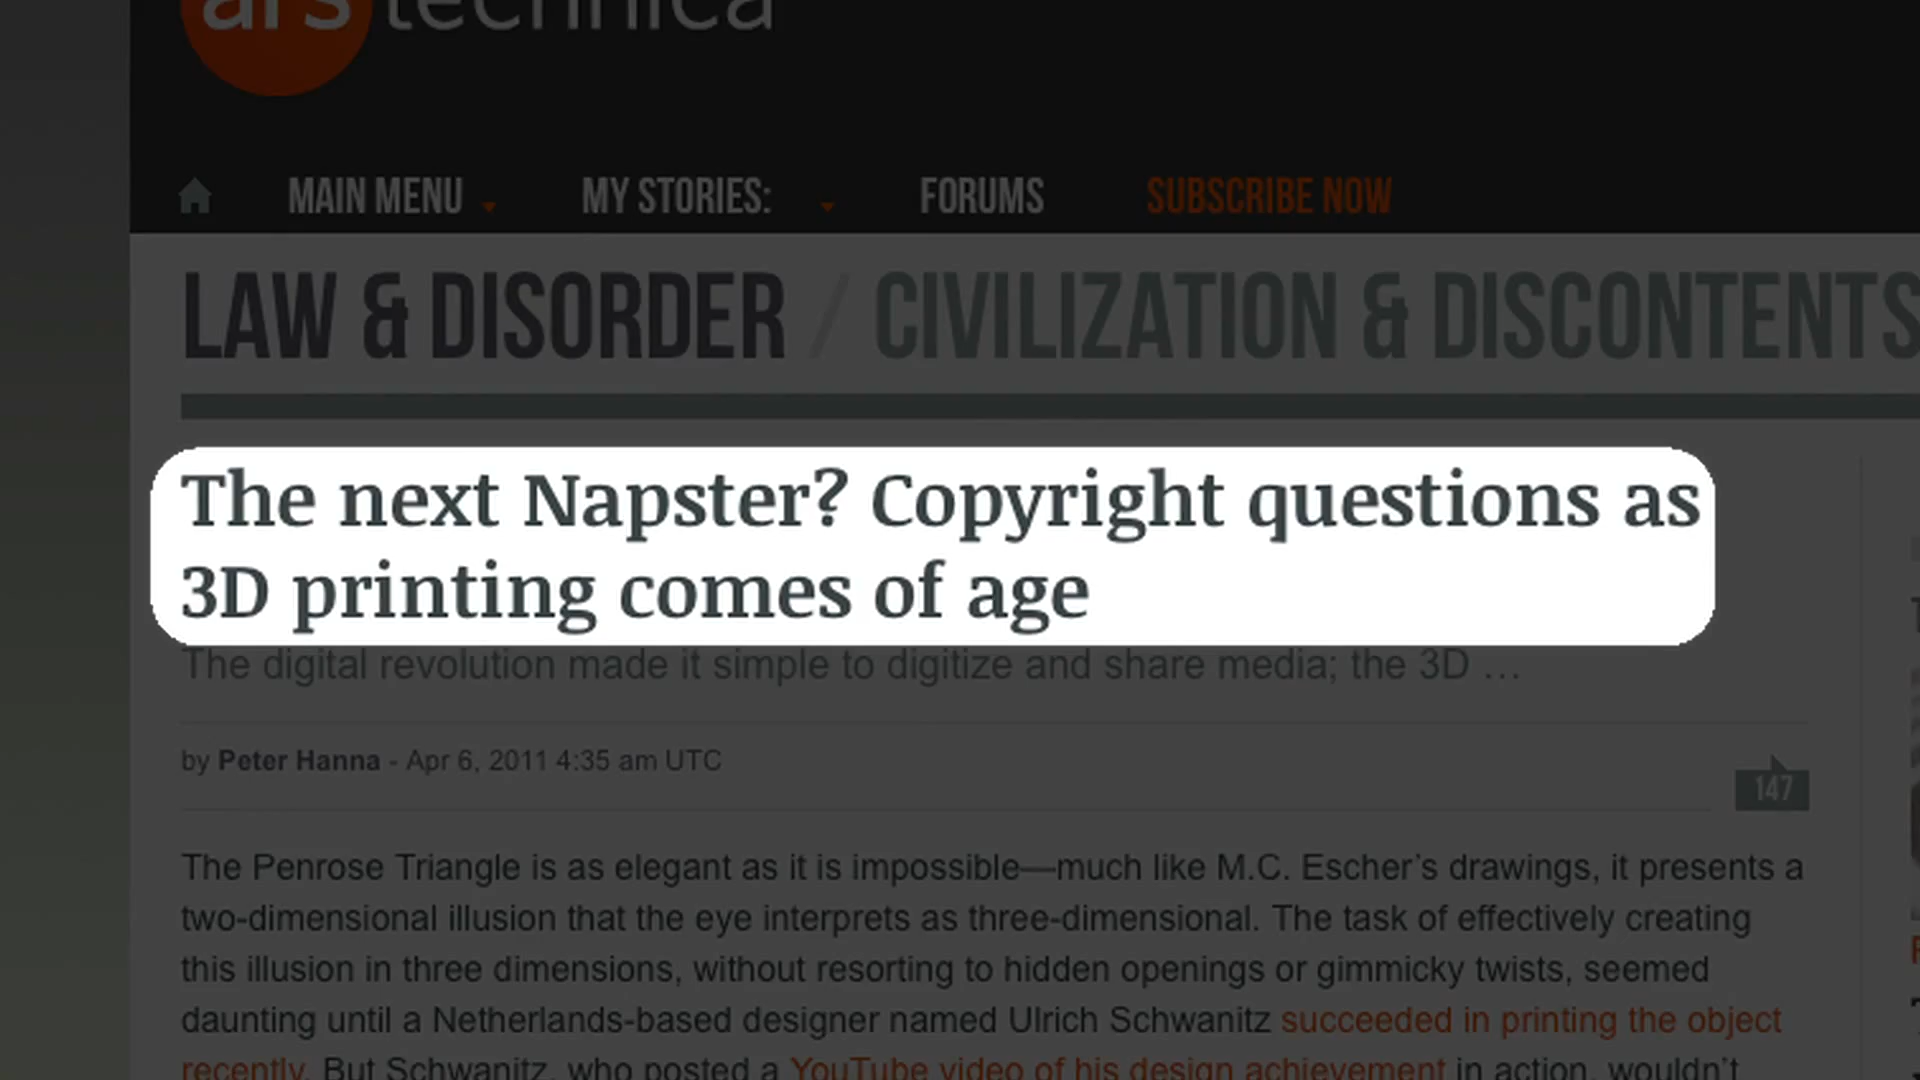 ars technica
MAIN MENU
MY STORIES:
FORUMS
SUBSCRIBE NOW
LAW & DISORDER / CIVILIZATION & DISCONTENTS
The next Napster? Copyright questions as
3D printing comes of age
The digital revolution made it simple to digitize and share media; the 3D …
by Peter Hanna - Apr 6, 2011 4:35 am UTC
147
The Penrose Triangle is as elegant as it is impossible—much like M.C. Escher’s drawings, it presents a
two-dimensional illusion that the eye interprets as three-dimensional. The task of effectively creating
this illusion in three dimensions, without resorting to hidden openings or gimmicky twists, seemed
daunting until a Netherlands-based designer named Ulrich Schwanitz succeeded in printing the object
recently. But Schwanitz, who posted a YouTube video of his design achievement in action, wouldn’t